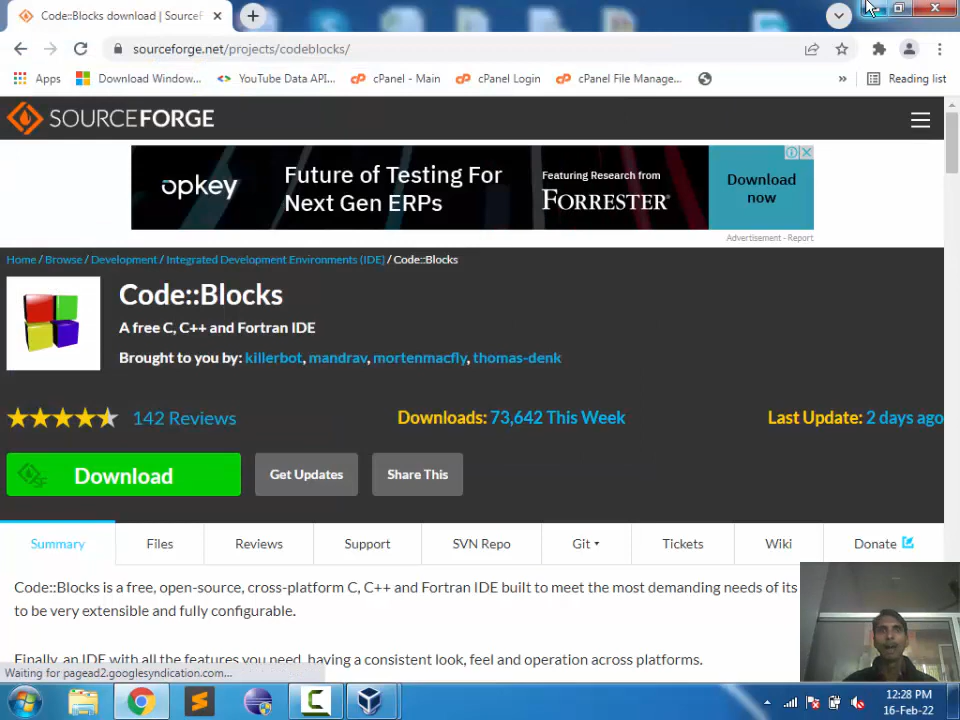 Code::Blocks download | SourceF
sourceforge.net/projects/codeblocks/
Apps
Download Window...
YouTube Data API...
cPanel - Main
cPanel Login
cPanel File Manage...
»
Reading list
SOURCEFORGE
opkey
Future of Testing For
Next Gen ERPs
Featuring Research from
FORRESTER®
Download
now
Advertisement - Report
Home / Browse / Development / Integrated Development Environments (IDE) / Code::Blocks
Code::Blocks
A free C, C++ and Fortran IDE
Brought to you by: killerbot, mandrav, mortenmacfly, thomas-denk
142 Reviews
Downloads: 73,642 This Week
Last Update: 2 days ago
Download
Get Updates
Share This
Summary
Files
Reviews
Support
SVN Repo
Git
Tickets
Wiki
Donate
Code::Blocks is a free, open-source, cross-platform C, C++ and Fortran IDE built to meet the most demanding needs of its
to be very extensible and fully configurable.
Finally, an IDE with all the features you need, having a consistent look, feel and operation across platforms.
Waiting for pagead2.googlesyndication.com...
12:28 PM
16-Feb-22